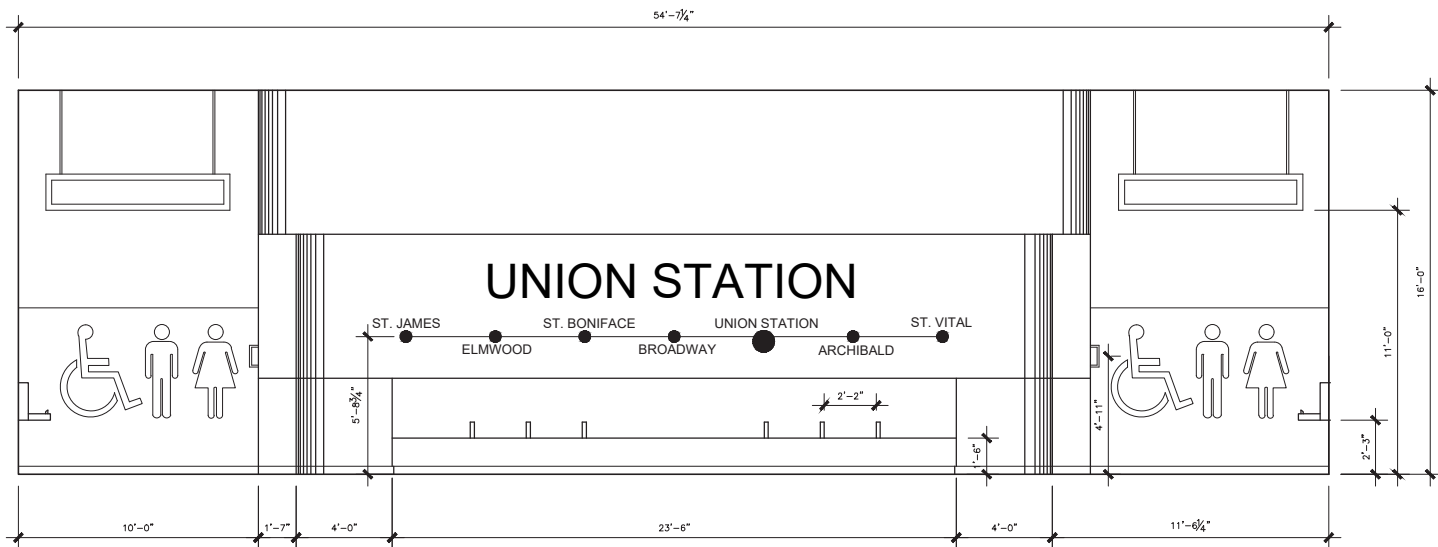 54'-7¼"
UNION STATION
ST. JAMES
ST. BONIFACE
UNION STATION
ST. VITAL
ELMWOOD
BROADWAY
ARCHIBALD
16'-0"
11'-0"
5'-8¾"
2'-2"
4'-11"
1'-6"
2'-3"
10'-0"
1'-7"
4'-0"
23'-6"
4'-0"
11'-6¼"